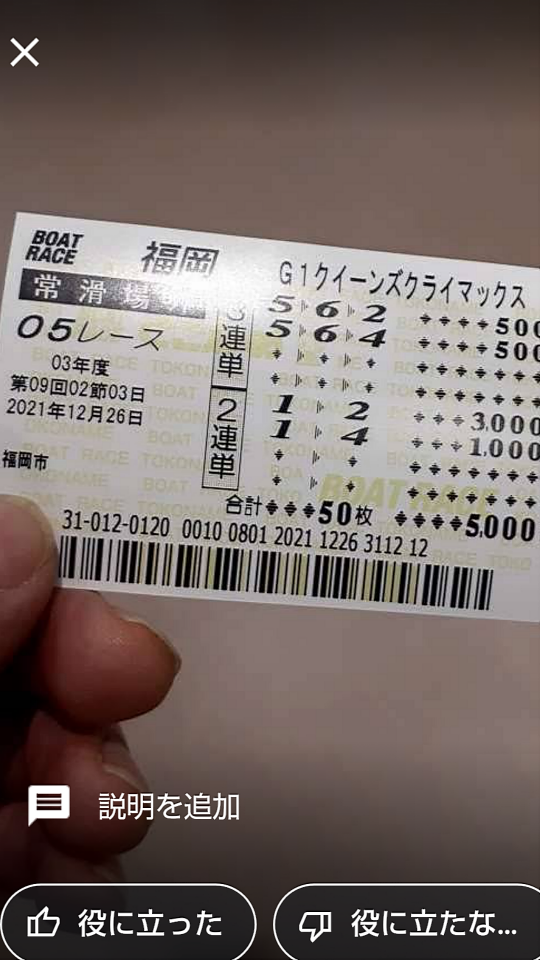 BOAT RACE
福岡
G1クイーンズクライマックス
常滑場
05レース
03年度
第09回02節03日
2021年12月26日
福岡市
3連単
5 6 2 500
5 6 4 500
2連単
1 2 3,000
1 4 1,000
合計 50枚 5,000
31-012-0120 0010 0801 2021 1226 3112 12
BOAT RACE
TOKONAME
説明を追加
役に立った
役に立たな...